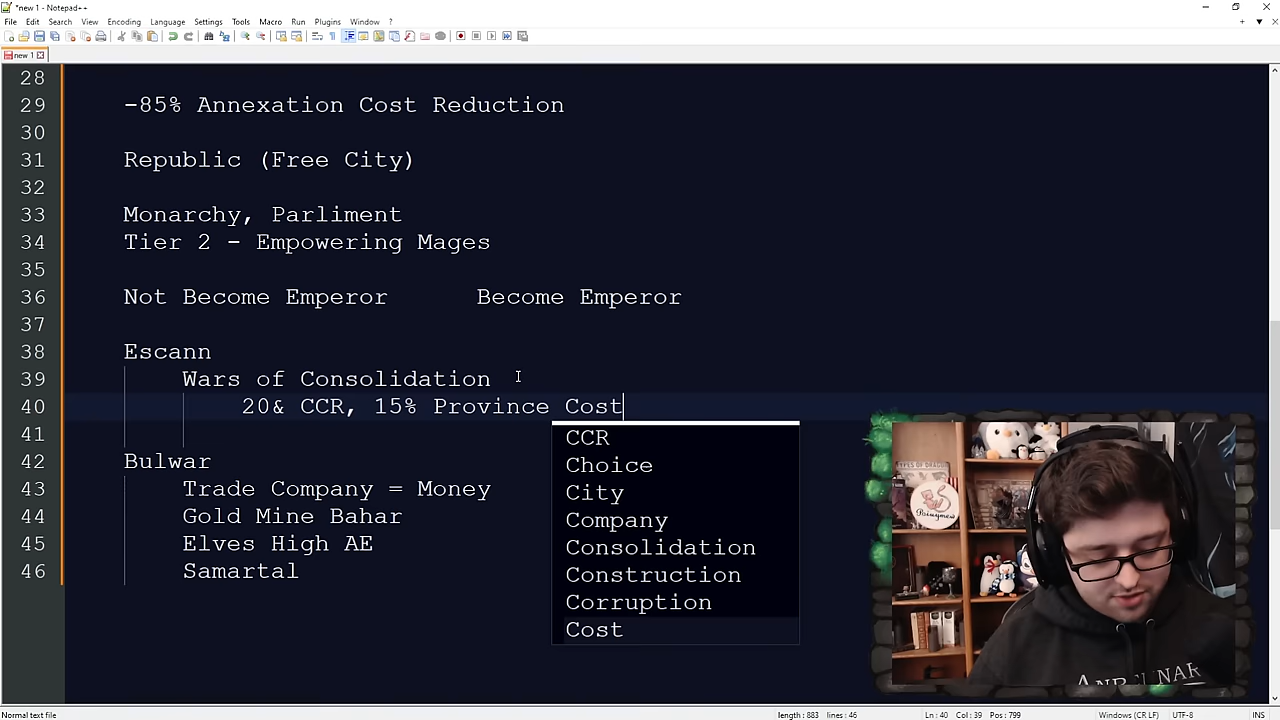 *new 1 - Notepad++
File Edit Search View Encoding Language Settings Tools Macro Run Plugins Window ?
new 1
28
29 -85% Annexation Cost Reduction
30
31 Republic (Free City)
32
33 Monarchy, Parliment
34 Tier 2 - Empowering Mages
35
36 Not Become Emperor Become Emperor
37
38 Escann
39 Wars of Consolidation
40 20& CCR, 15% Province Cost
41
42 Bulwar
43 Trade Company = Money
44 Gold Mine Bahar
45 Elves High AE
46 Samartal
CCR
Choice
City
Company
Consolidation
Construction
Corruption
Cost
Normal text file length : 883 lines : 46 Ln : 40 Col : 39 Pos : 799 Windows (CR LF) UTF-8 INS